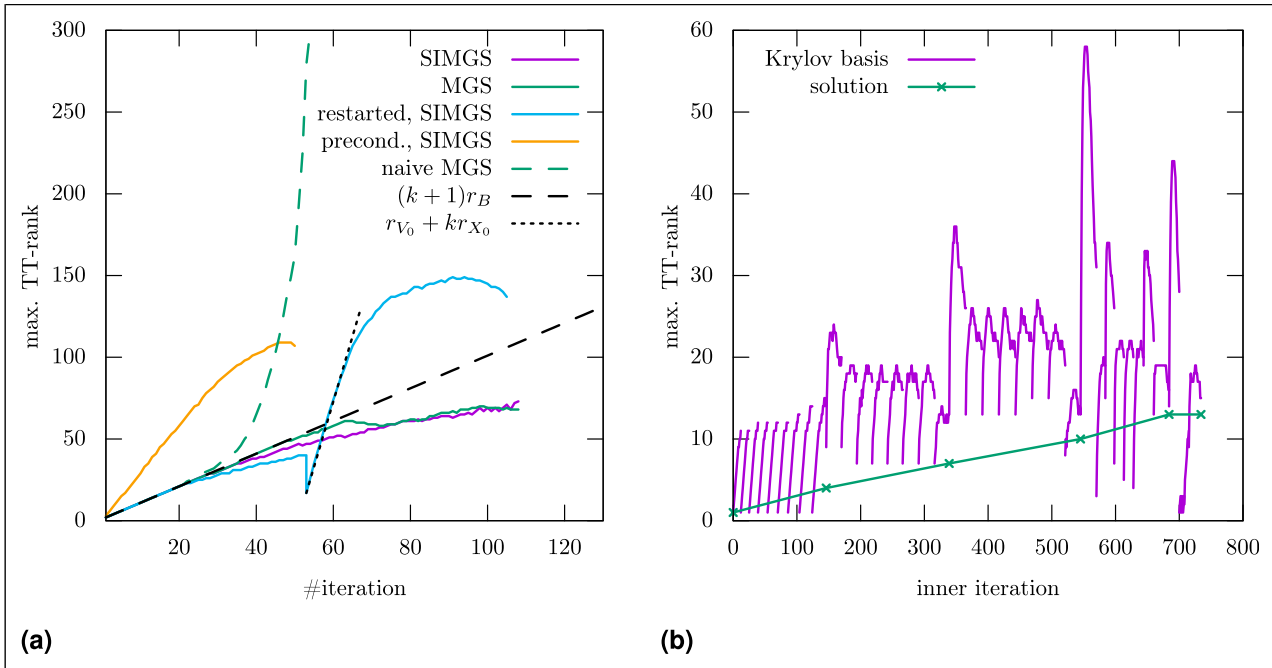 300
250
200
150
100
50
0
max. TT-rank
20 40 60 80 100 120
#iteration
SIMGS
MGS
restarted, SIMGS
precond., SIMGS
naive MGS
(k + 1)r_B
r_{V_0} + kr_{X_0}
(a)
60
50
40
30
20
10
0
max. TT-rank
0 100 200 300 400 500 600 700 800
inner iteration
Krylov basis
solution
(b)